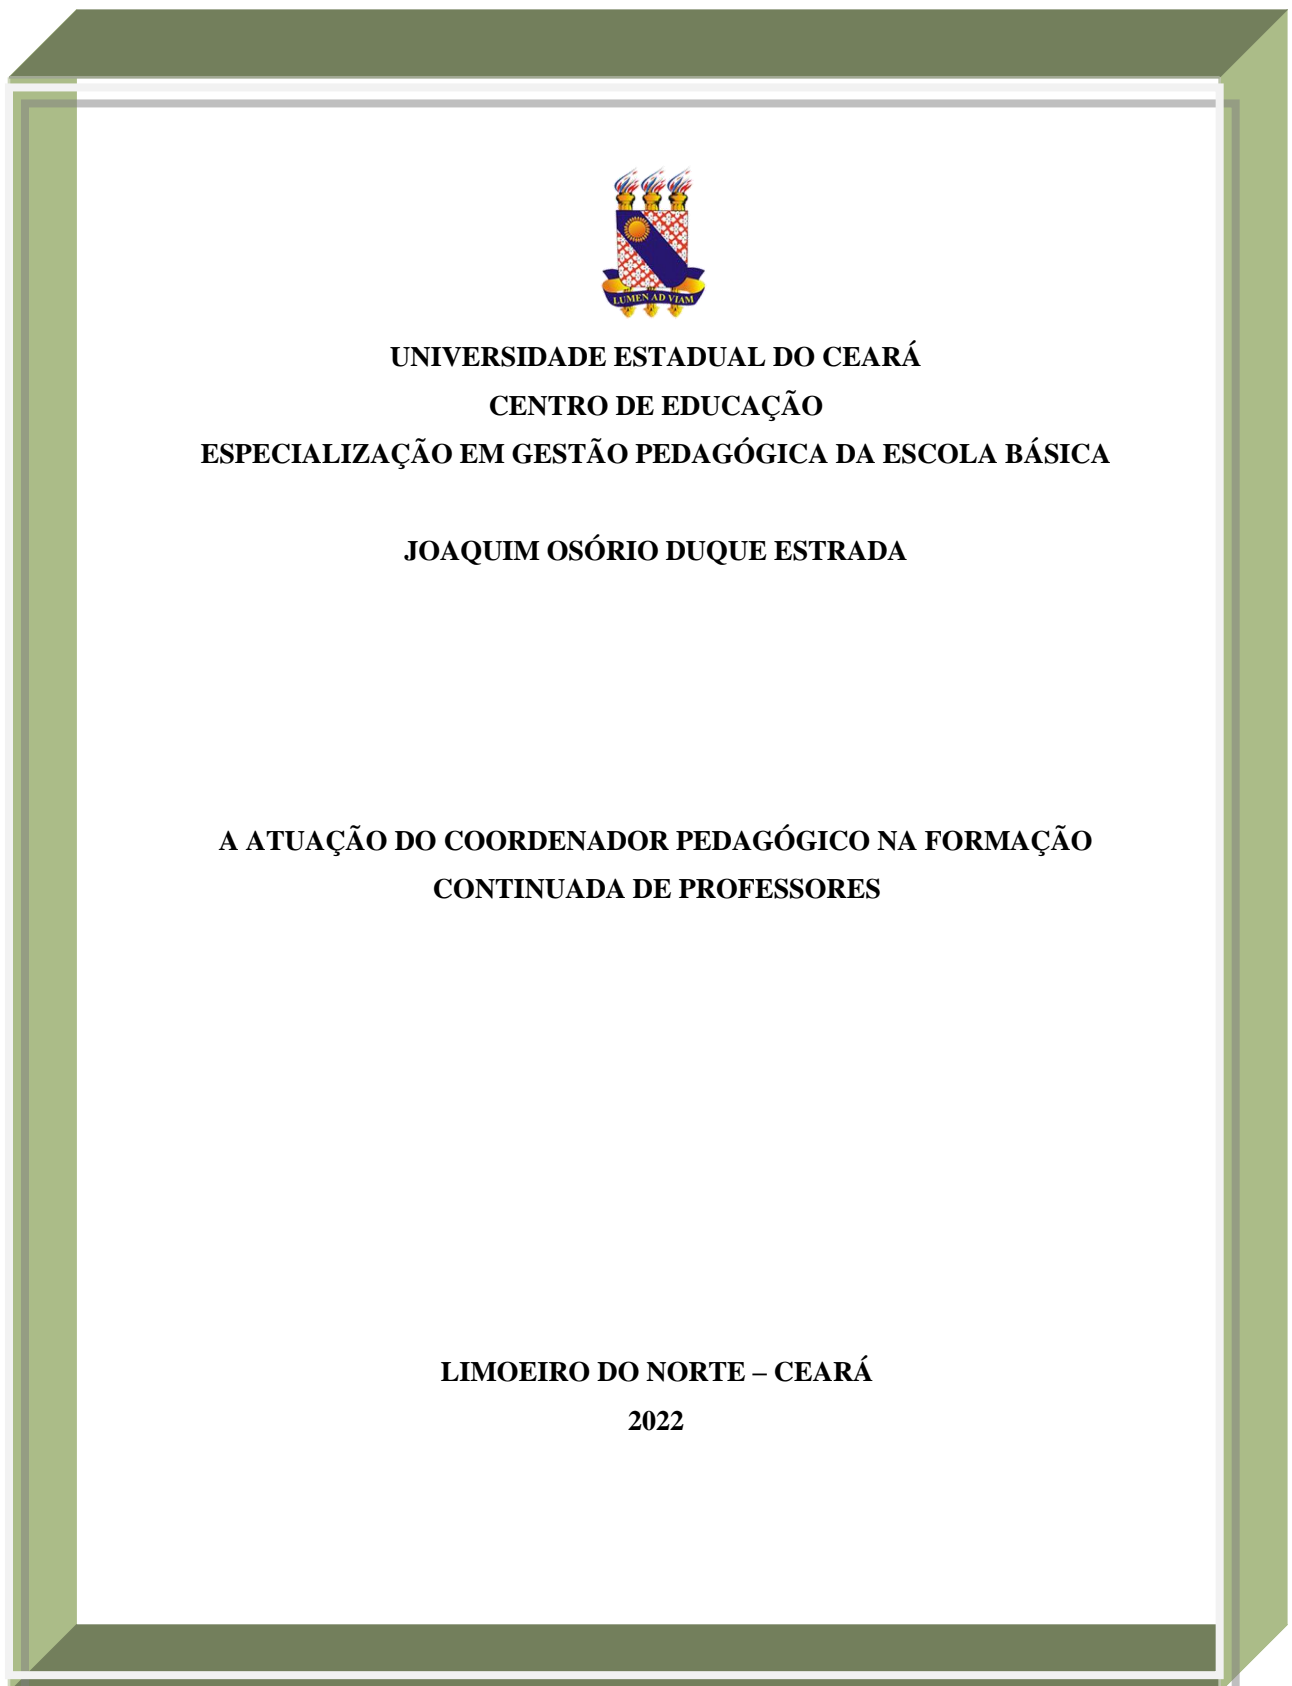 LUMEN AD VIAM
UNIVERSIDADE ESTADUAL DO CEARÁ
CENTRO DE EDUCAÇÃO
ESPECIALIZAÇÃO EM GESTÃO PEDAGÓGICA DA ESCOLA BÁSICA
JOAQUIM OSÓRIO DUQUE ESTRADA
A ATUAÇÃO DO COORDENADOR PEDAGÓGICO NA FORMAÇÃO
CONTINUADA DE PROFESSORES
LIMOEIRO DO NORTE – CEARÁ
2022